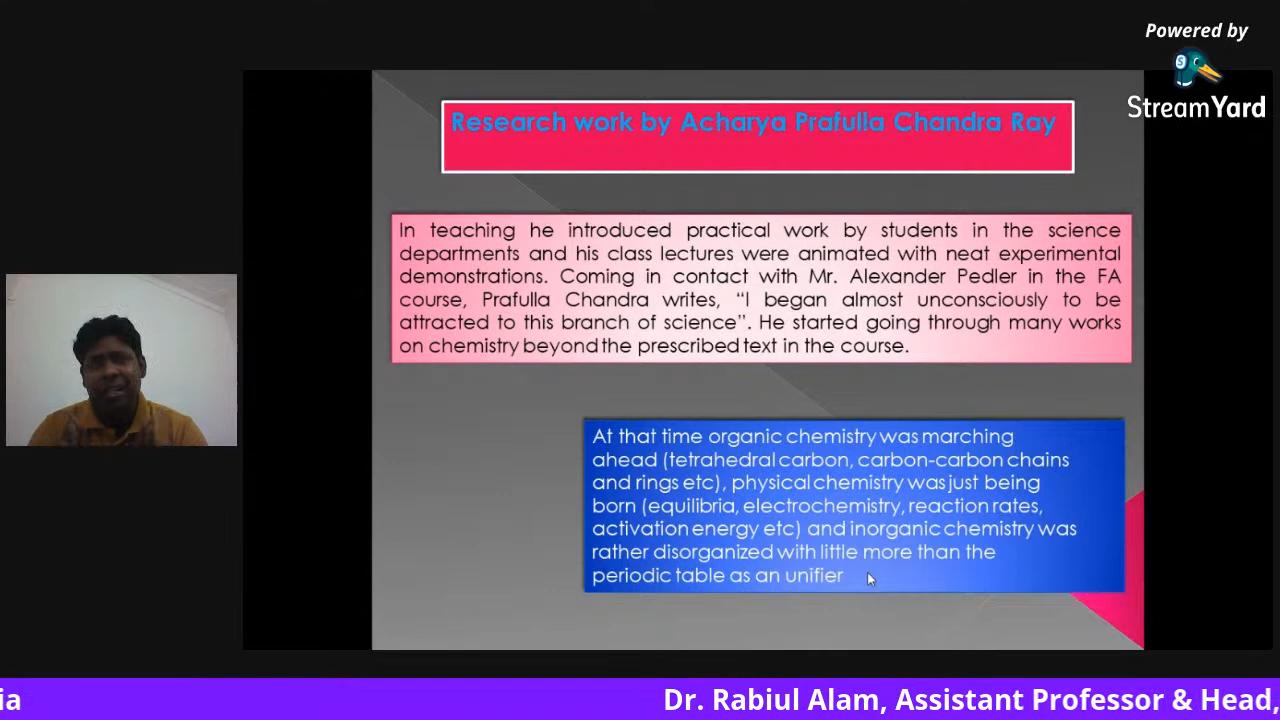 Powered by
StreamYard
Research work by Acharya Prafulla Chandra Ray
In teaching he introduced practical work by students in the science
departments and his class lectures were animated with neat experimental
demonstrations. Coming in contact with Mr. Alexander Pedler in the FA
course, Prafulla Chandra writes, “I began almost unconsciously to be
attracted to this branch of science”. He started going through many works
on chemistry beyond the prescribed text in the course.
At that time organic chemistry was marching
ahead (tetrahedral carbon, carbon-carbon chains
and rings etc), physical chemistry was just being
born (equilibria, electrochemistry, reaction rates,
activation energy etc) and inorganic chemistry was
rather disorganized with little more than the
periodic table as an unifier
ia Dr. Rabiul Alam, Assistant Professor & Head,